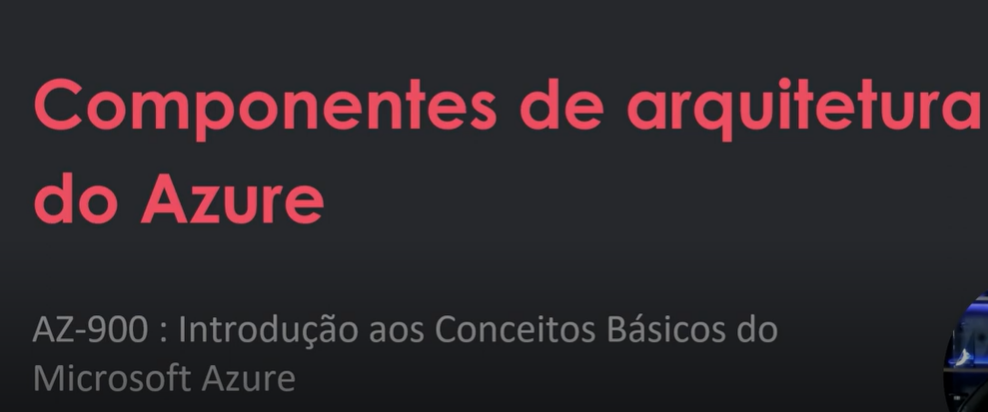 Componentes de arquitetura
do Azure
AZ-900 : Introdução aos Conceitos Básicos do
Microsoft Azure